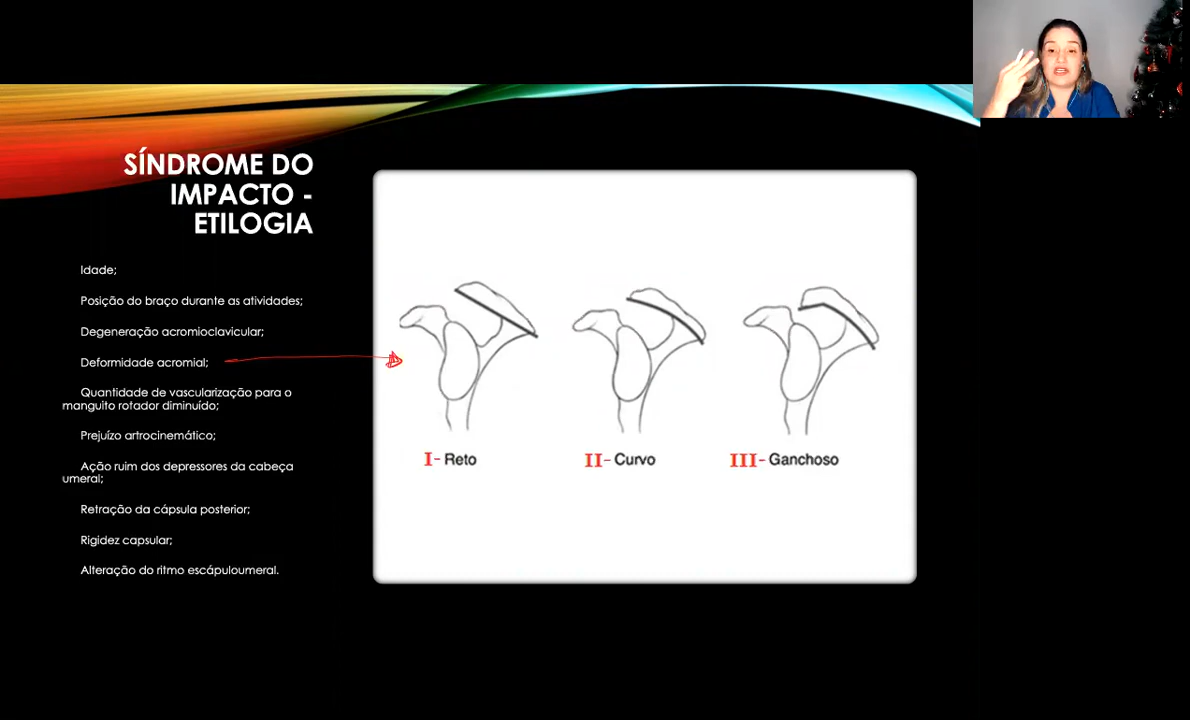 SÍNDROME DO
IMPACTO -
ETILOGIA
Idade;
Posição do braço durante as atividades;
Degeneração acromioclavicular;
Deformidade acromial;
Quantidade de vascularização para o
manguito rotador diminuído;
Prejuízo artrocinemático;
Ação ruim dos depressores da cabeça
umeral;
Retração da cápsula posterior;
Rigidez capsular;
Alteração do ritmo escápuloumeral.
I- Reto
II- Curvo
III- Ganchoso